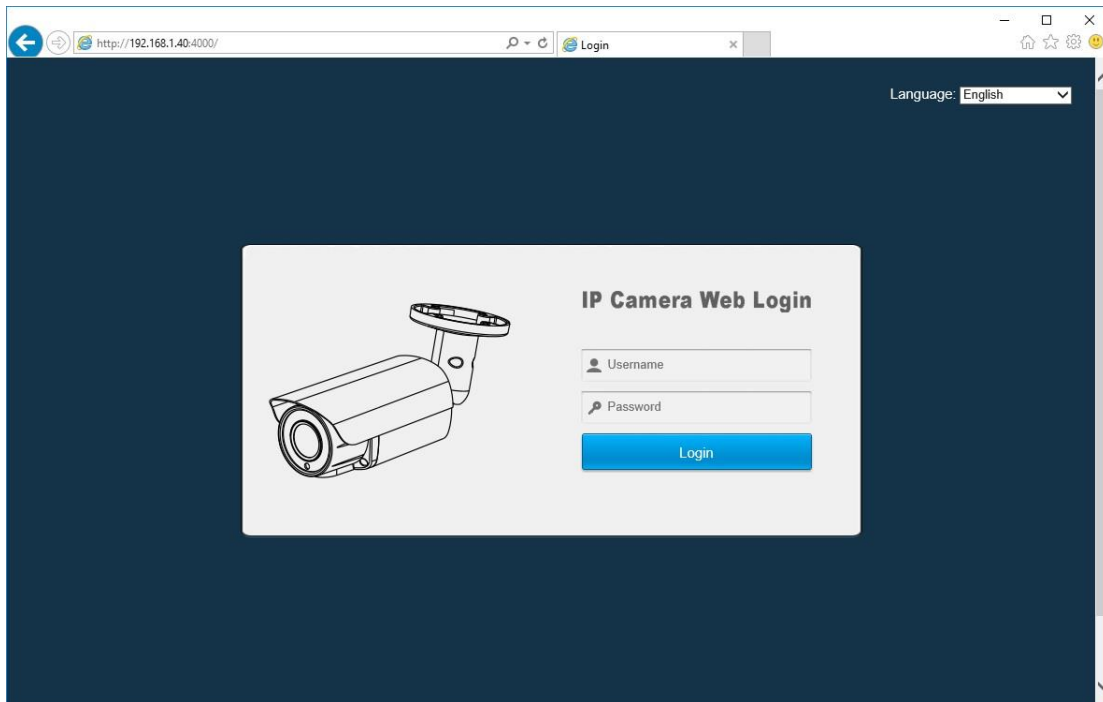 http://192.168.1.40:4000/
Login
Language: English
IP Camera Web Login
Username
Password
Login